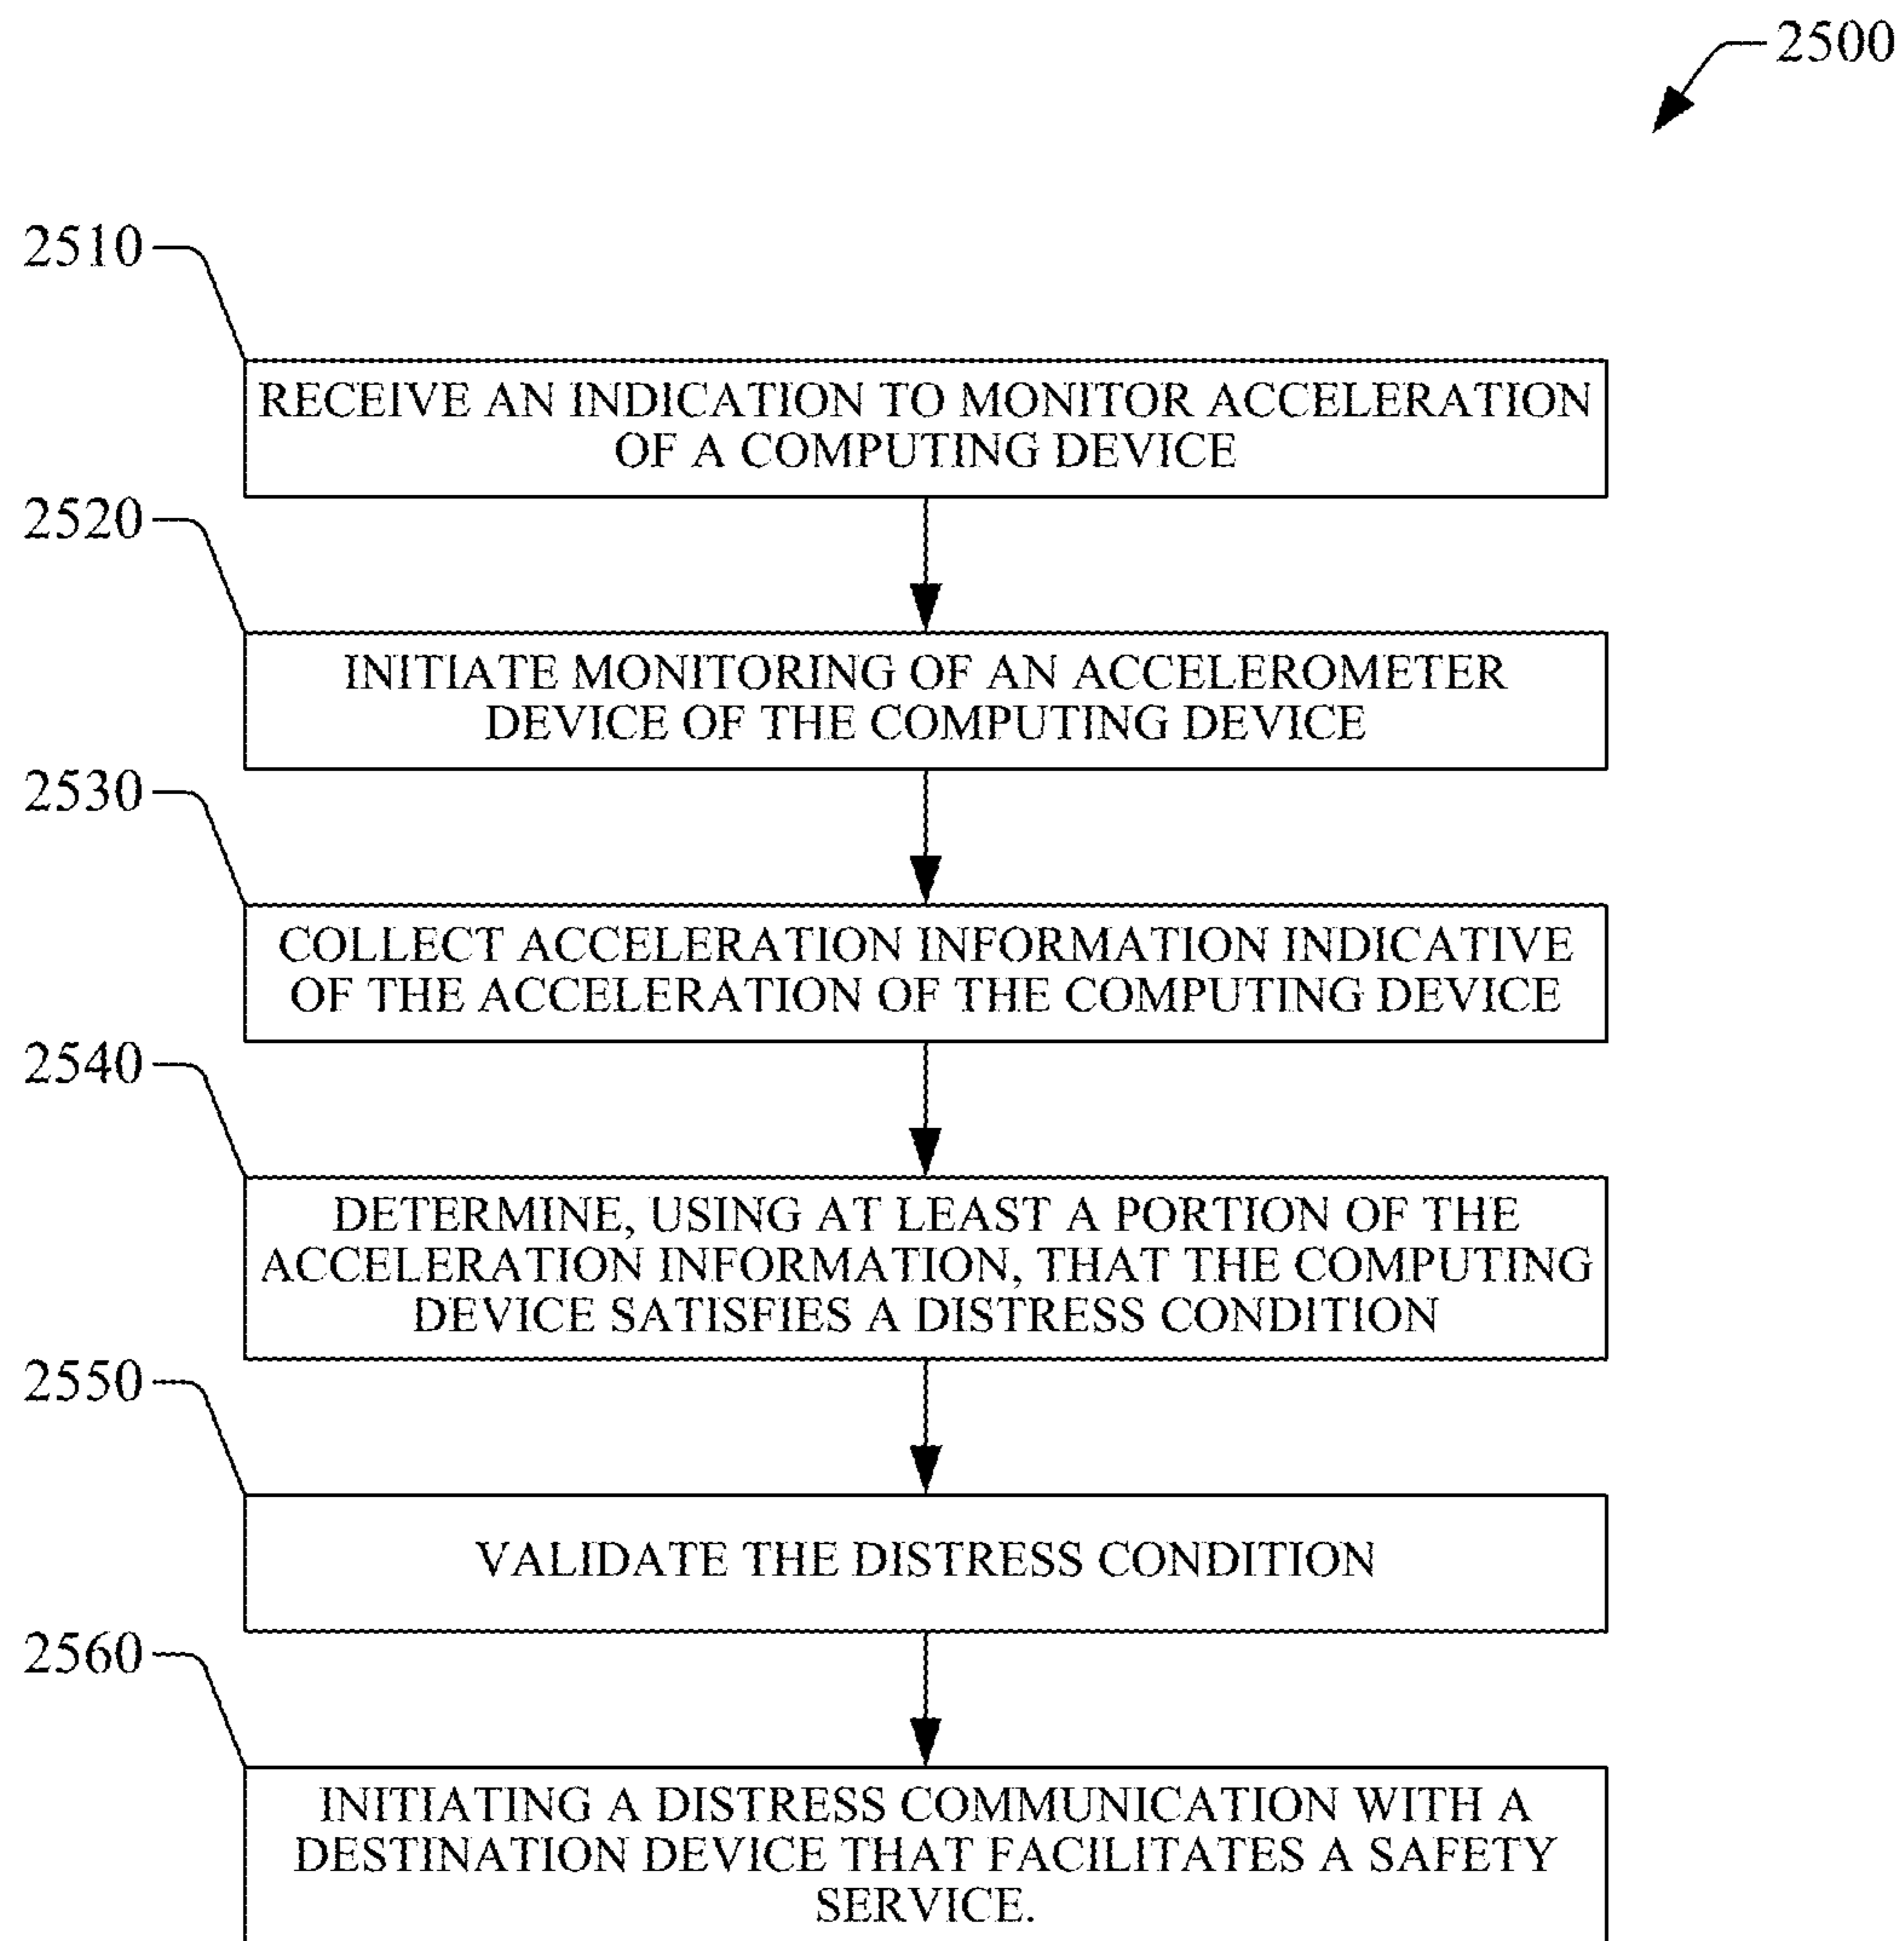 2500
2510
RECEIVE AN INDICATION TO MONITOR ACCELERATION
OF A COMPUTING DEVICE
2520
INITIATE MONITORING OF AN ACCELEROMETER
DEVICE OF THE COMPUTING DEVICE
2530
COLLECT ACCELERATION INFORMATION INDICATIVE
OF THE ACCELERATION OF THE COMPUTING DEVICE
2540
DETERMINE, USING AT LEAST A PORTION OF THE
ACCELERATION INFORMATION, THAT THE COMPUTING
DEVICE SATISFIES A DISTRESS CONDITION
2550
VALIDATE THE DISTRESS CONDITION
2560
INITIATING A DISTRESS COMMUNICATION WITH A
DESTINATION DEVICE THAT FACILITATES A SAFETY
SERVICE.